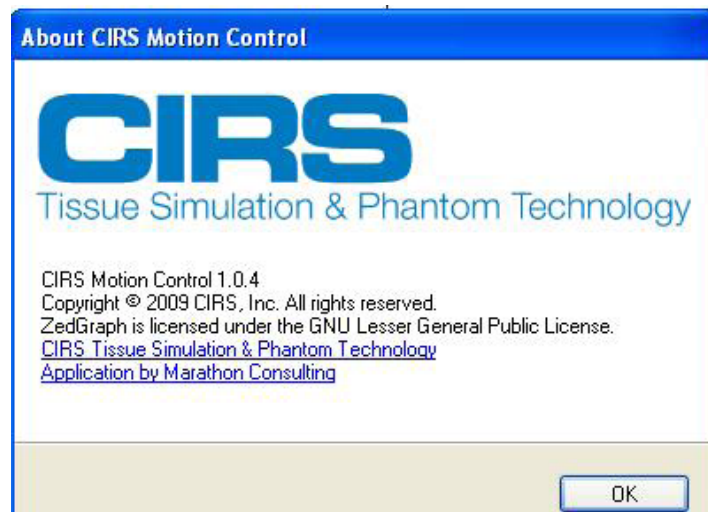 About CIRS Motion Control
CIRS
Tissue Simulation & Phantom Technology
CIRS Motion Control 1.0.4
Copyright © 2009 CIRS, Inc. All rights reserved.
ZedGraph is licensed under the GNU Lesser General Public License.
CIRS Tissue Simulation & Phantom Technology
Application by Marathon Consulting
OK